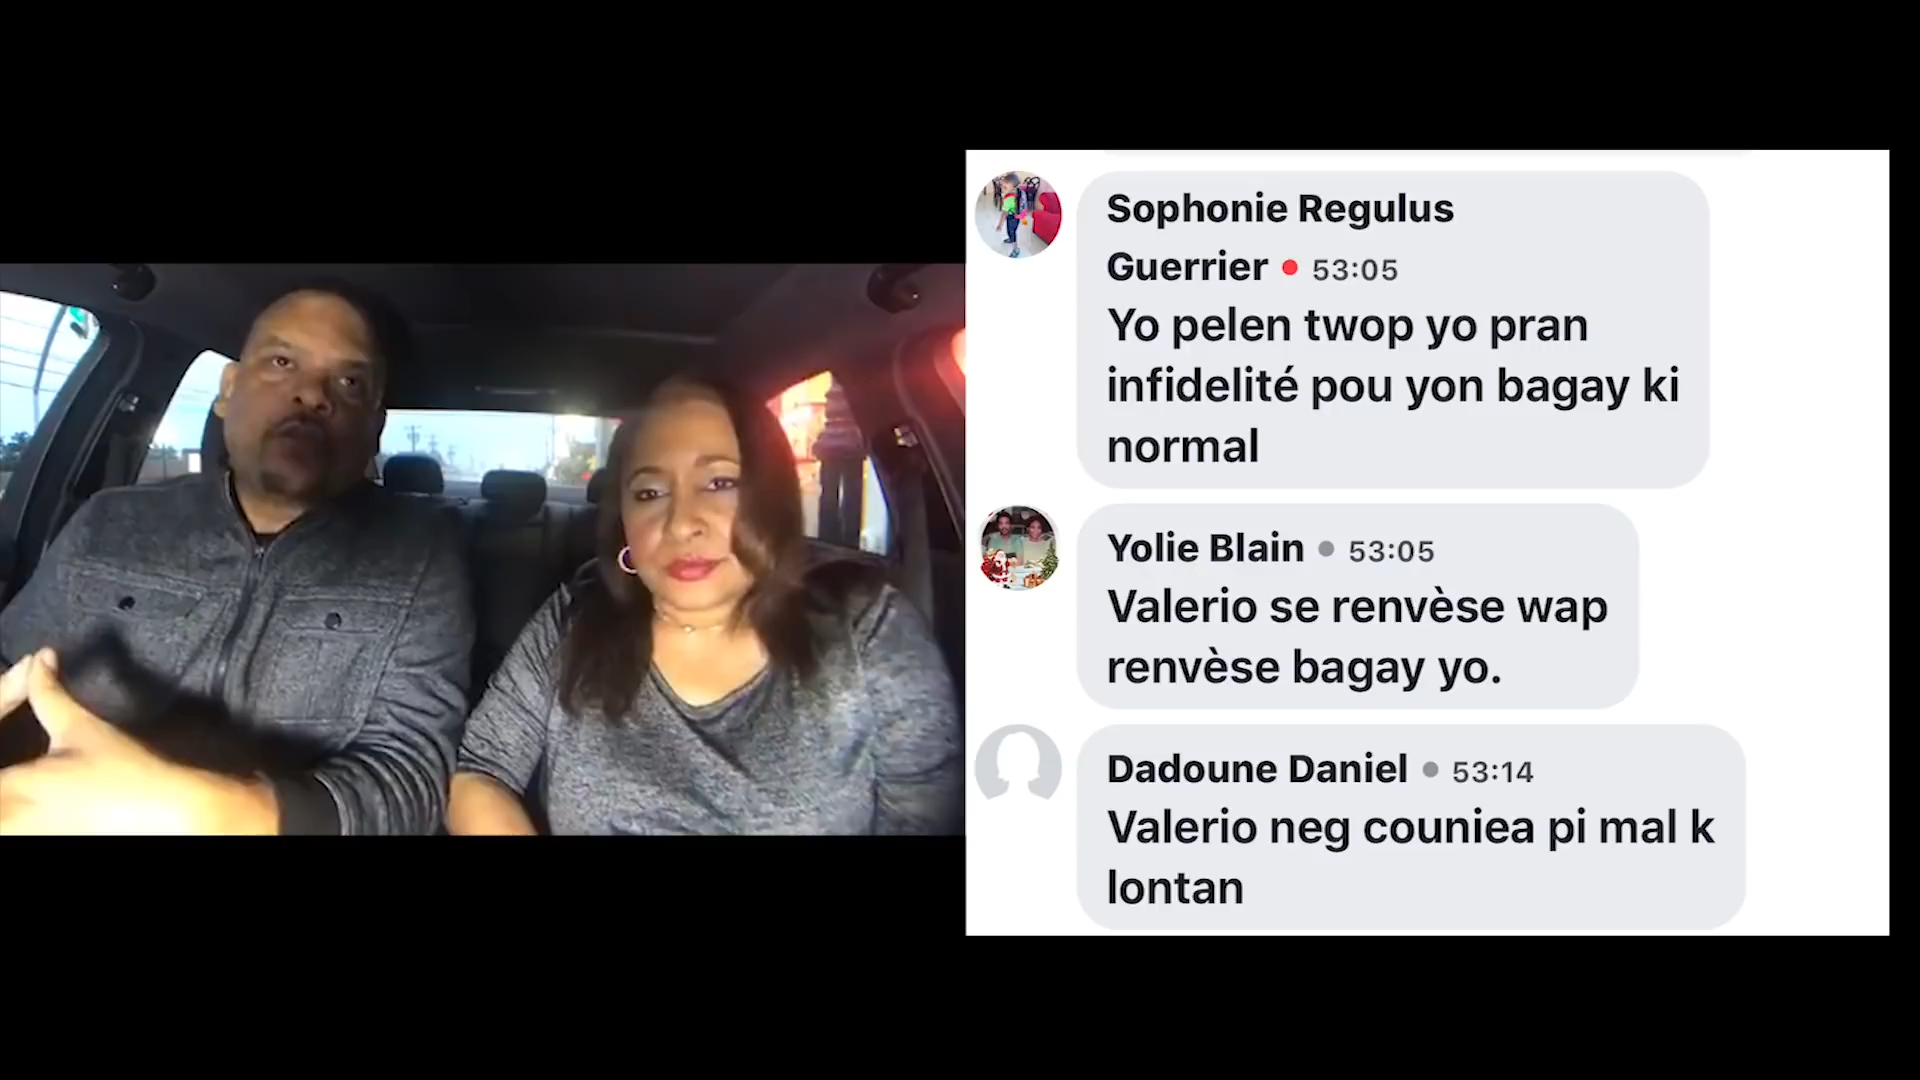 Sophonie Regulus
Guerrier • 53:05
Yo pelen twop yo pran
infidelité pou yon bagay ki
normal
Yolie Blain • 53:05
Valerio se renvèse wap
renvèse bagay yo.
Dadoune Daniel • 53:14
Valerio neg couniea pi mal k
lontan